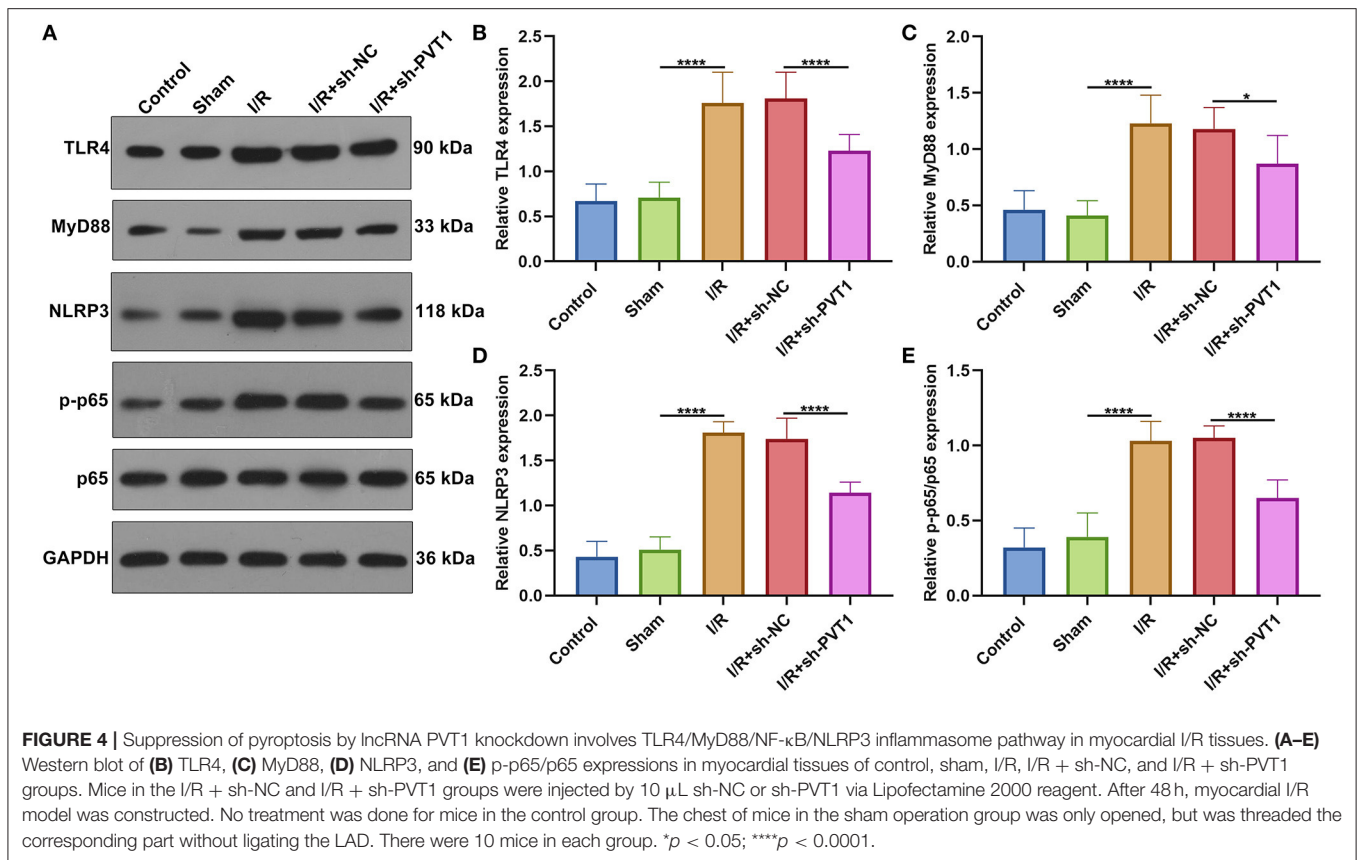 A
Control
Sham
I/R
I/R+sh-NC
I/R+sh-PVT1
TLR4
90 kDa
MyD88
33 kDa
NLRP3
118 kDa
p-p65
65 kDa
p65
65 kDa
GAPDH
36 kDa
B
Relative TLR4 expression
2.5
2.0
1.5
1.0
0.5
0.0
****
****
Control
Sham
I/R
I/R+sh-NC
I/R+sh-PVT1
C
Relative MyD88 expression
2.0
1.5
1.0
0.5
0.0
****
*
Control
Sham
I/R
I/R+sh-NC
I/R+sh-PVT1
D
Relative NLRP3 expression
2.5
2.0
1.5
1.0
0.5
0.0
****
****
Control
Sham
I/R
I/R+sh-NC
I/R+sh-PVT1
E
Relative p-p65/p65 expression
1.5
1.0
0.5
0.0
****
****
Control
Sham
I/R
I/R+sh-NC
I/R+sh-PVT1
FIGURE 4 | Suppression of pyroptosis by lncRNA PVT1 knockdown involves TLR4/MyD88/NF-κB/NLRP3 inflammasome pathway in myocardial I/R tissues. (A–E)
Western blot of (B) TLR4, (C) MyD88, (D) NLRP3, and (E) p-p65/p65 expressions in myocardial tissues of control, sham, I/R, I/R + sh-NC, and I/R + sh-PVT1
groups. Mice in the I/R + sh-NC and I/R + sh-PVT1 groups were injected by 10 μL sh-NC or sh-PVT1 via Lipofectamine 2000 reagent. After 48 h, myocardial I/R
model was constructed. No treatment was done for mice in the control group. The chest of mice in the sham operation group was only opened, but was threaded the
corresponding part without ligating the LAD. There were 10 mice in each group. *p < 0.05; ****p < 0.0001.